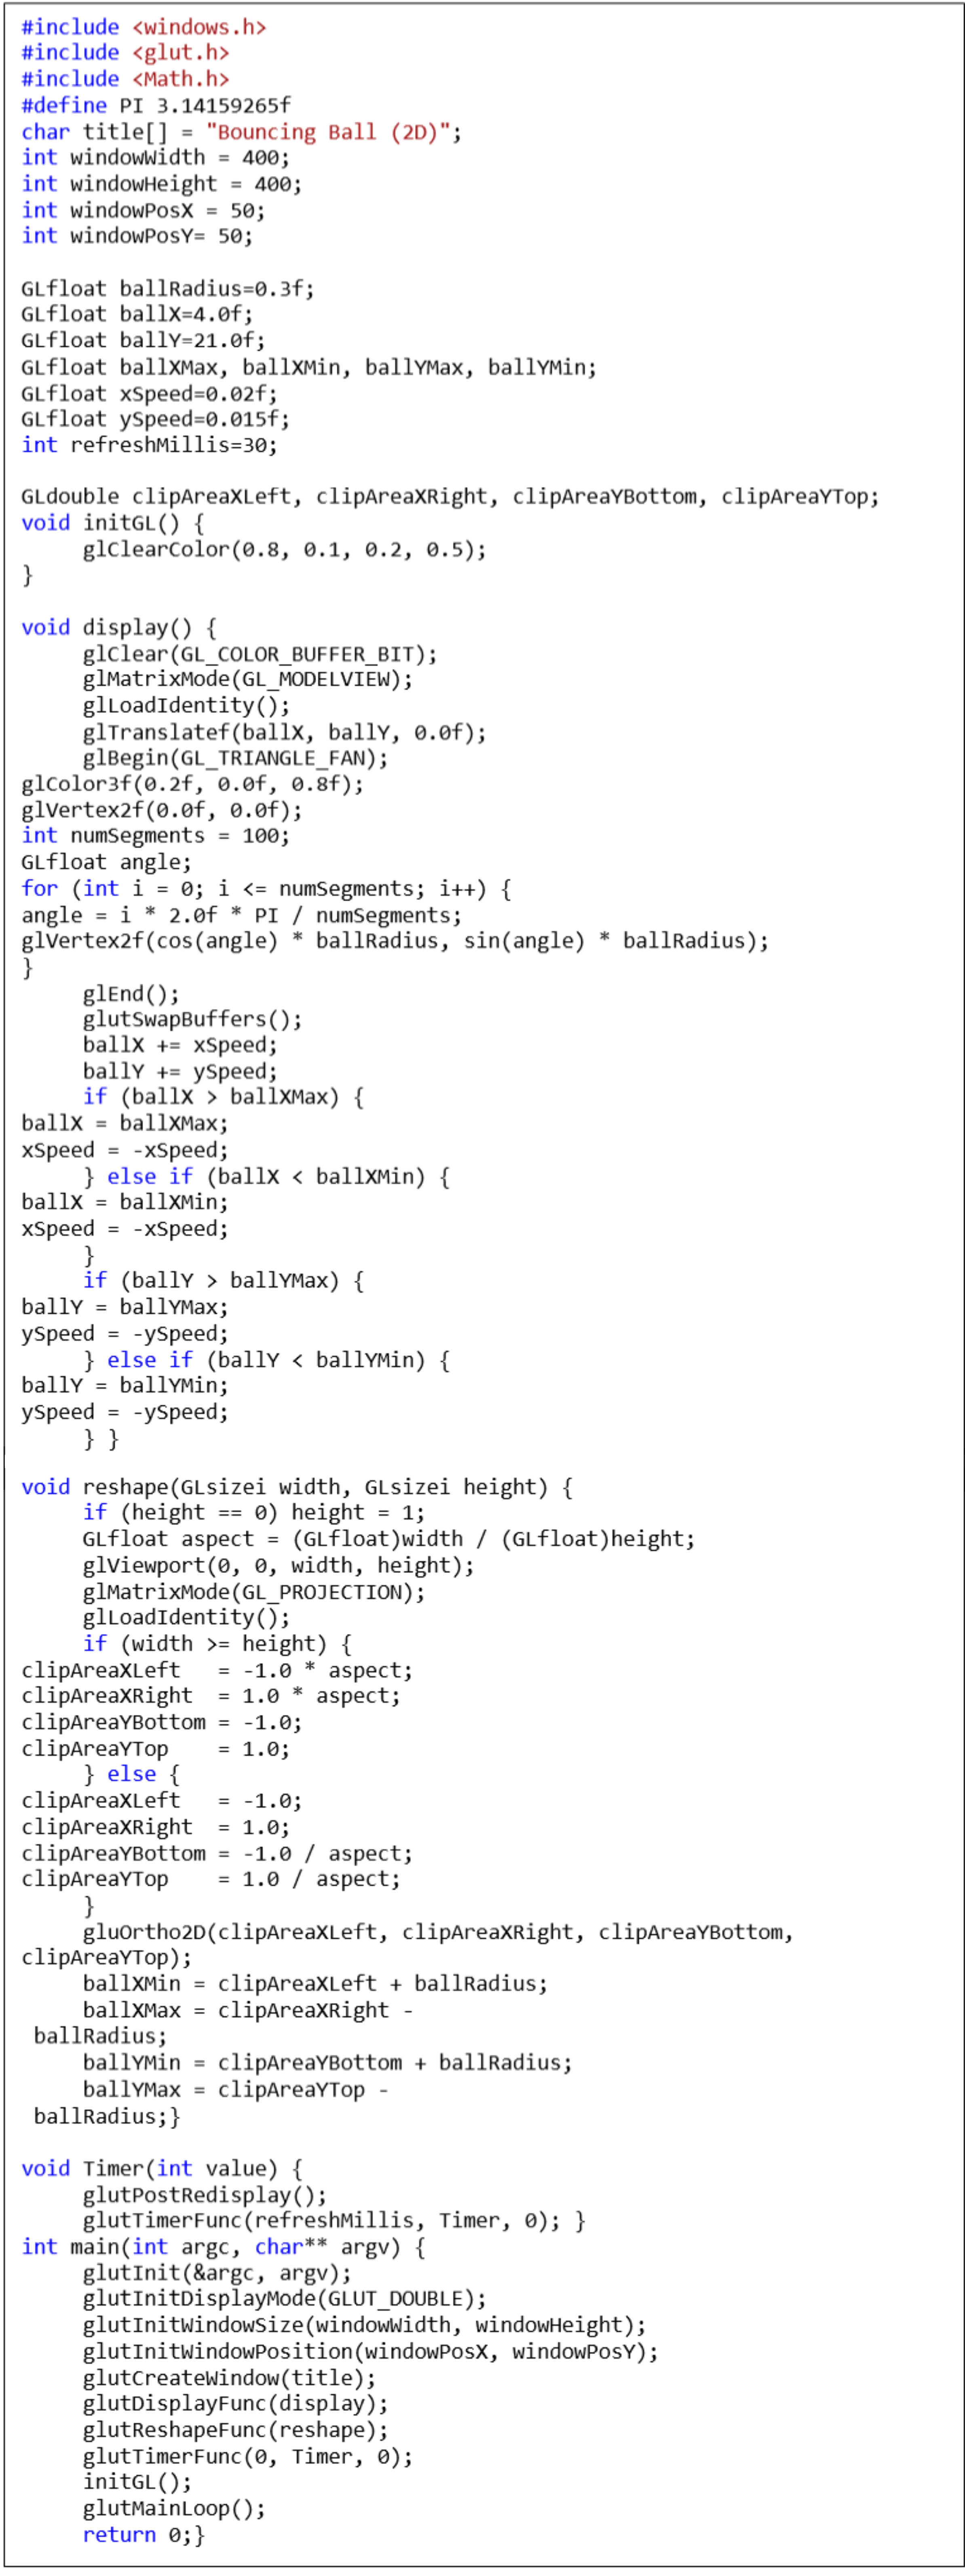 #include <windows.h>
#include <glut.h>
#include <Math.h>
#define PI 3.14159265f
char title[] = "Bouncing Ball (2D)";
int windowWidth = 400;
int windowHeight = 400;
int windowPosX = 50;
int windowPosY= 50;

GLfloat ballRadius=0.3f;
GLfloat ballX=4.0f;
GLfloat ballY=21.0f;
GLfloat ballXMax, ballXMin, ballYMax, ballYMin;
GLfloat xSpeed=0.02f;
GLfloat ySpeed=0.015f;
int refreshMillis=30;

GLdouble clipAreaXLeft, clipAreaXRight, clipAreaYBottom, clipAreaYTop;
void initGL() {
     glClearColor(0.8, 0.1, 0.2, 0.5);
}

void display() {
     glClear(GL_COLOR_BUFFER_BIT);
     glMatrixMode(GL_MODELVIEW);
     glLoadIdentity();
     glTranslatef(ballX, ballY, 0.0f);
     glBegin(GL_TRIANGLE_FAN);
glColor3f(0.2f, 0.0f, 0.8f);
glVertex2f(0.0f, 0.0f);
int numSegments = 100;
GLfloat angle;
for (int i = 0; i <= numSegments; i++) {
angle = i * 2.0f * PI / numSegments;
glVertex2f(cos(angle) * ballRadius, sin(angle) * ballRadius);
}
     glEnd();
     glutSwapBuffers();
     ballX += xSpeed;
     ballY += ySpeed;
     if (ballX > ballXMax) {
ballX = ballXMax;
xSpeed = -xSpeed;
     } else if (ballX < ballXMin) {
ballX = ballXMin;
xSpeed = -xSpeed;
     }
     if (ballY > ballYMax) {
ballY = ballYMax;
ySpeed = -ySpeed;
     } else if (ballY < ballYMin) {
ballY = ballYMin;
ySpeed = -ySpeed;
     } }

void reshape(GLsizei width, GLsizei height) {
     if (height == 0) height = 1;
     GLfloat aspect = (GLfloat)width / (GLfloat)height;
     glViewport(0, 0, width, height);
     glMatrixMode(GL_PROJECTION);
     glLoadIdentity();
     if (width >= height) {
clipAreaXLeft   = -1.0 * aspect;
clipAreaXRight  = 1.0 * aspect;
clipAreaYBottom = -1.0;
clipAreaYTop    = 1.0;
     } else {
clipAreaXLeft   = -1.0;
clipAreaXRight  = 1.0;
clipAreaYBottom = -1.0 / aspect;
clipAreaYTop    = 1.0 / aspect;
     }
     gluOrtho2D(clipAreaXLeft, clipAreaXRight, clipAreaYBottom,
clipAreaYTop);
     ballXMin = clipAreaXLeft + ballRadius;
     ballXMax = clipAreaXRight -
 ballRadius;
     ballYMin = clipAreaYBottom + ballRadius;
     ballYMax = clipAreaYTop -
 ballRadius;}

void Timer(int value) {
     glutPostRedisplay();
     glutTimerFunc(refreshMillis, Timer, 0); }
int main(int argc, char** argv) {
     glutInit(&argc, argv);
     glutInitDisplayMode(GLUT_DOUBLE);
     glutInitWindowSize(windowWidth, windowHeight);
     glutInitWindowPosition(windowPosX, windowPosY);
     glutCreateWindow(title);
     glutDisplayFunc(display);
     glutReshapeFunc(reshape);
     glutTimerFunc(0, Timer, 0);
     initGL();
     glutMainLoop();
     return 0;}